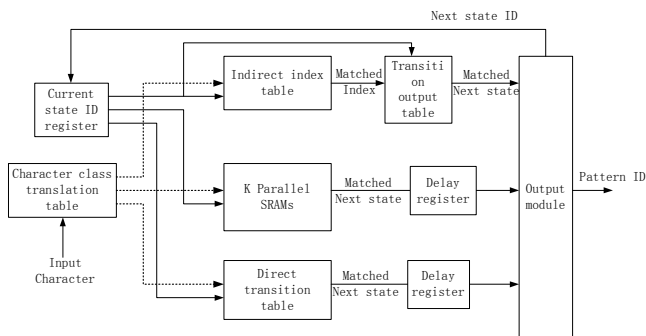 Next state ID
Indirect index
table
Matched
Index
Transiti
on
output
table
Matched
Next state
Current
state ID
register
Character class
translation
table
K Parallel
SRAMs
Matched
Next state
Delay
register
Output
module
Pattern ID
Input
Character
Direct
transition
table
Matched
Next state
Delay
register